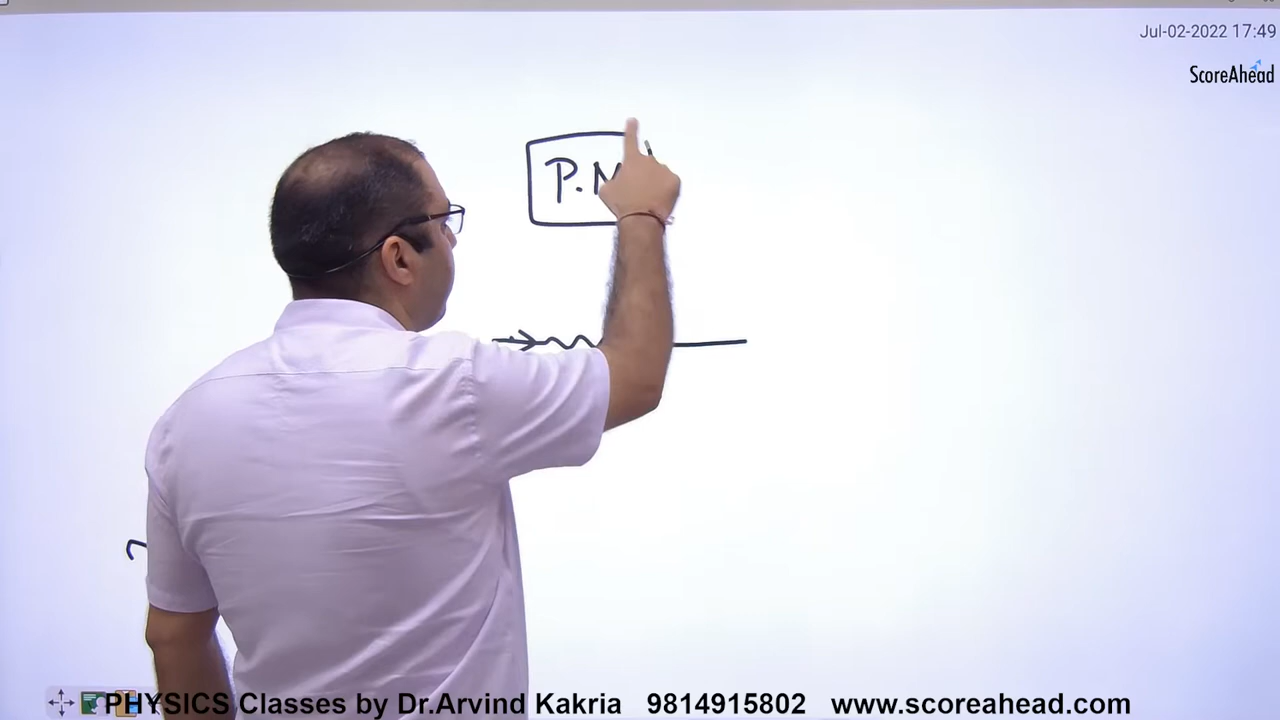 Jul-02-2022 17:49
ScoreAhead
P.
PHYSICS Classes by Dr.Arvind Kakria 9814915802 www.scoreahead.com